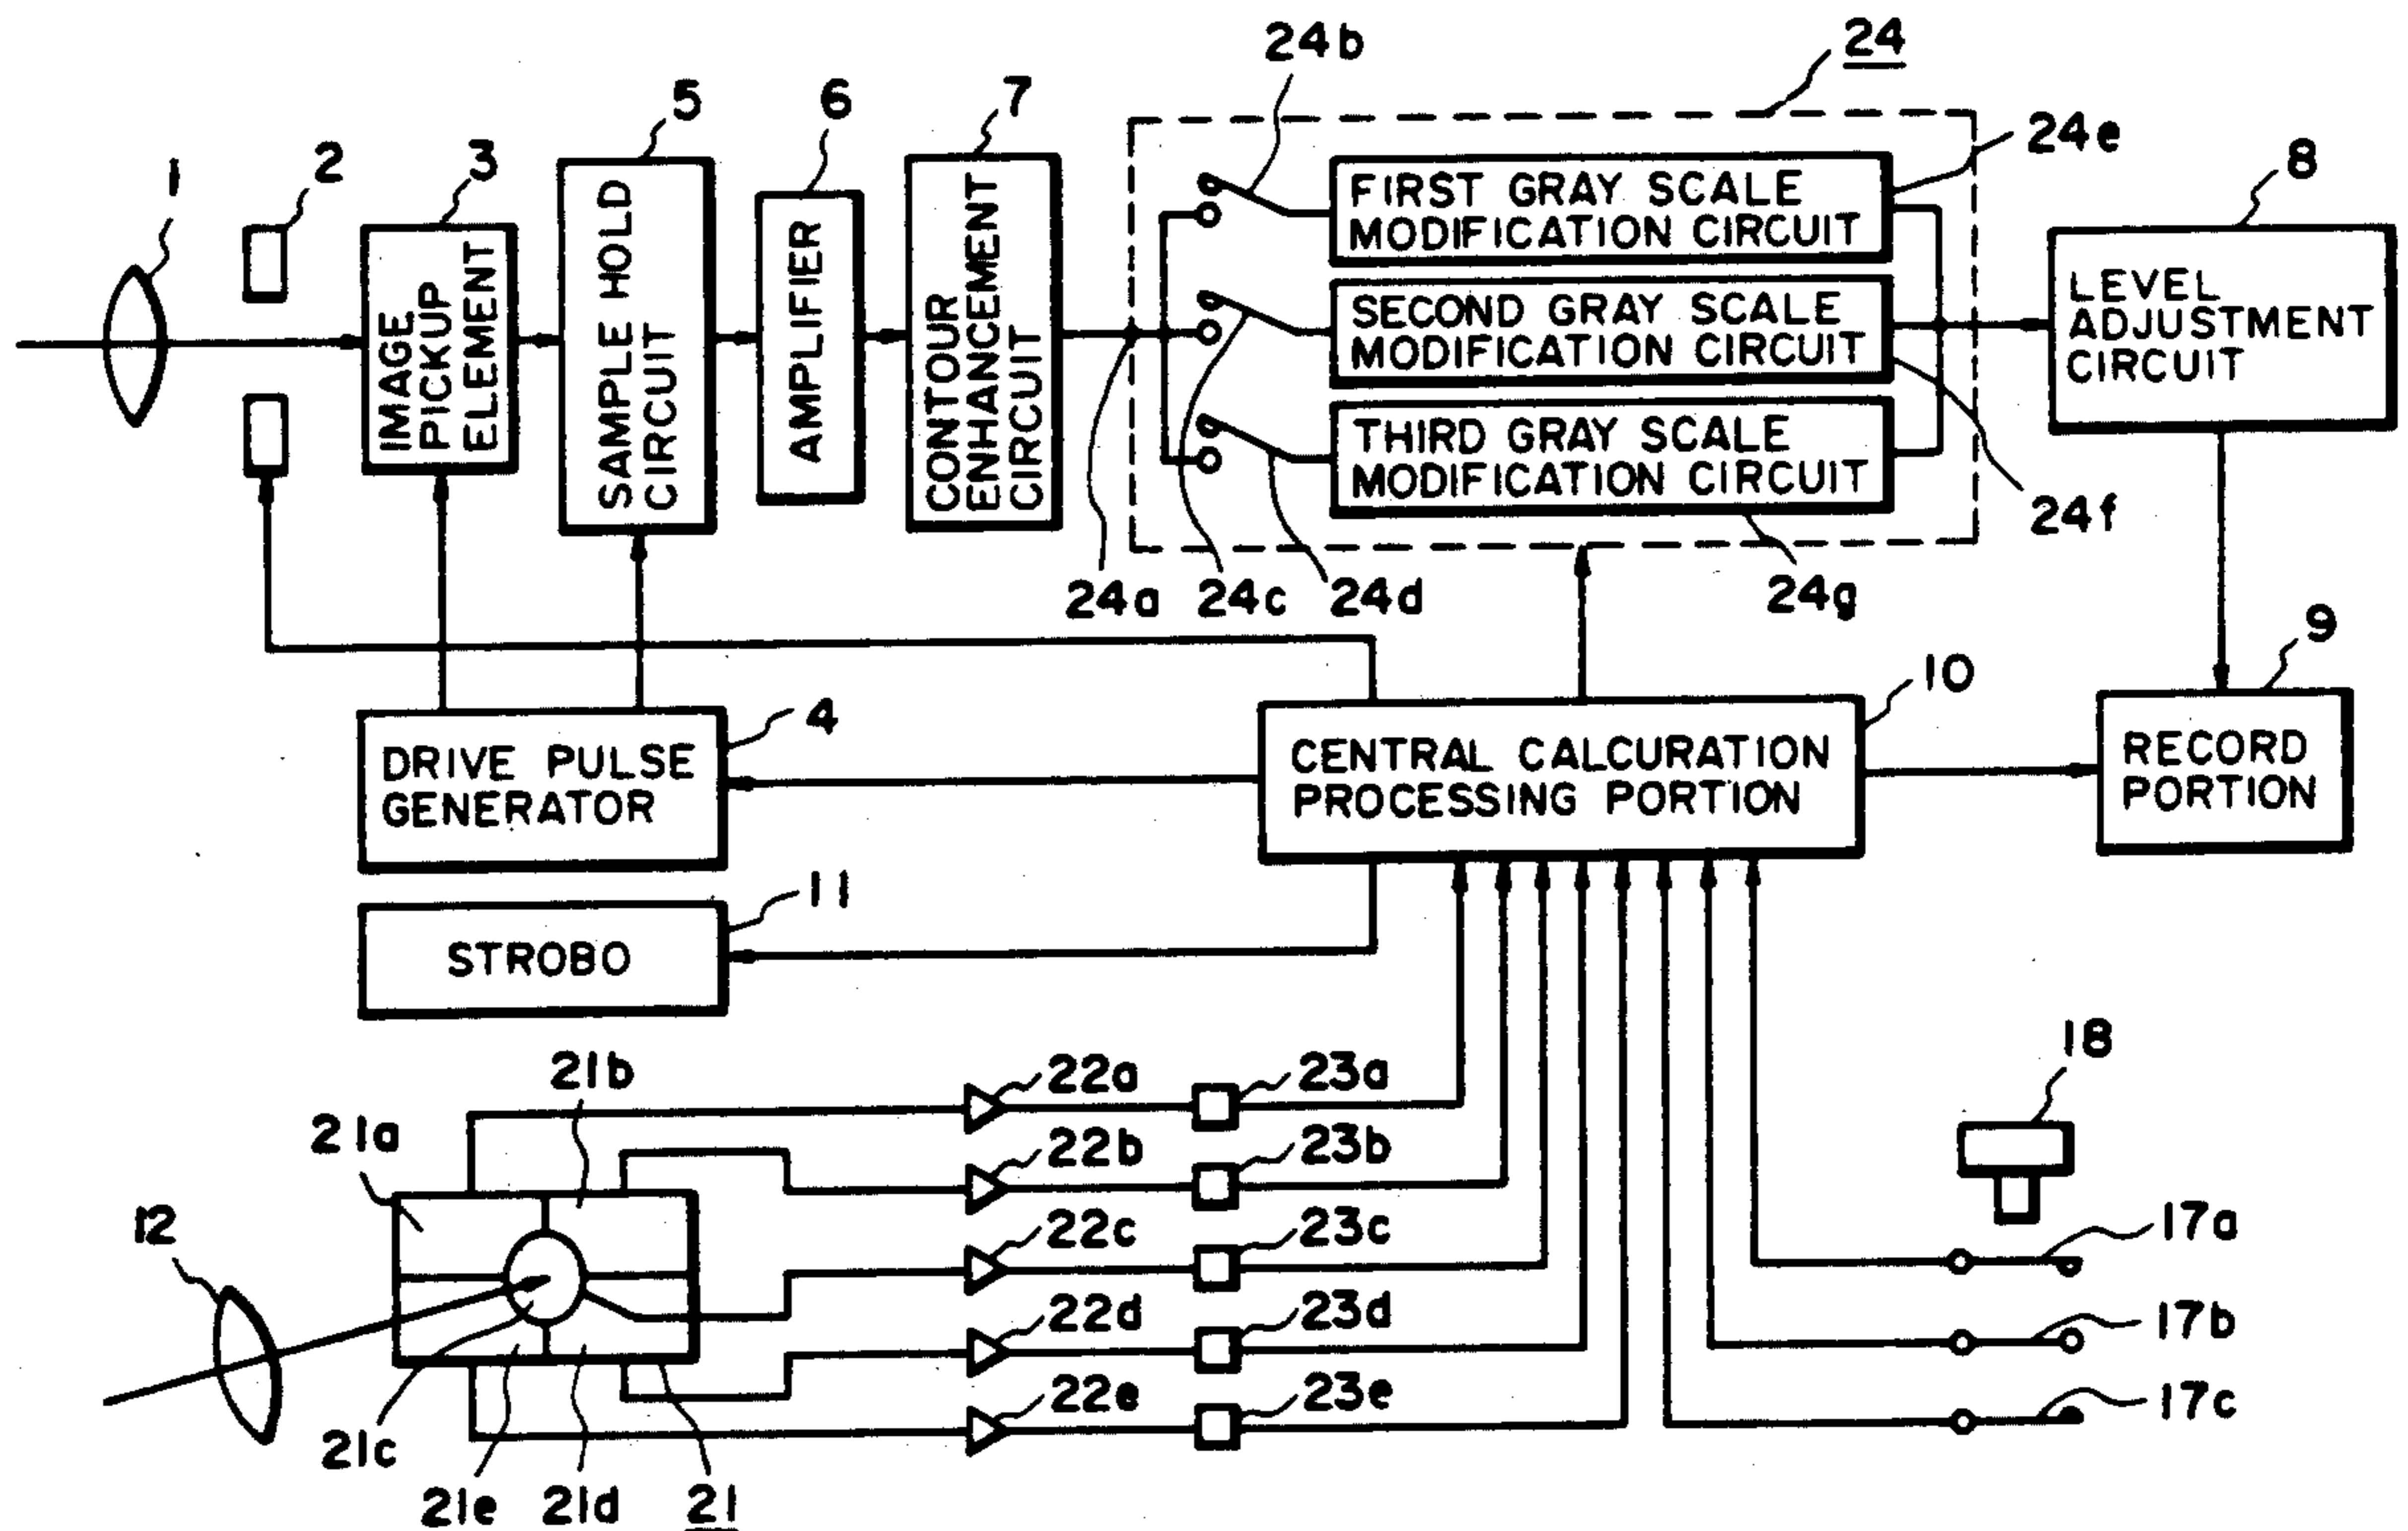 24b
24
1
2
3
5
6
7
24e
8
IMAGE
PICKUP
ELEMENT
SAMPLE HOLD
CIRCUIT
AMPLIFIER
CONTOUR
ENHANCEMENT
CIRCUIT
FIRST GRAY SCALE
MODIFICATION CIRCUIT
SECOND GRAY SCALE
MODIFICATION CIRCUIT
THIRD GRAY SCALE
MODIFICATION CIRCUIT
LEVEL
ADJUSTMENT
CIRCUIT
24f
24a
24c
24d
24g
9
10
4
DRIVE PULSE
GENERATOR
CENTRAL CALCURATION
PROCESSING PORTION
RECORD
PORTION
11
STROBO
18
21b
22a
23a
21a
22b
23b
12
22c
23c
17a
22d
23d
17b
22e
23e
17c
21c
21e
21d
21